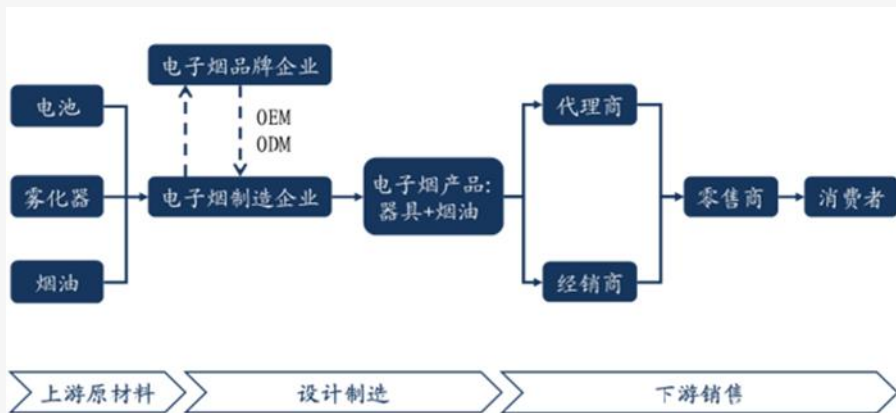 电子烟品牌企业
电池
OEM
ODM
代理商
雾化器
电子烟制造企业
电子烟产品:
器具+烟油
零售商
消费者
烟油
经销商
上游原材料
设计制造
下游销售